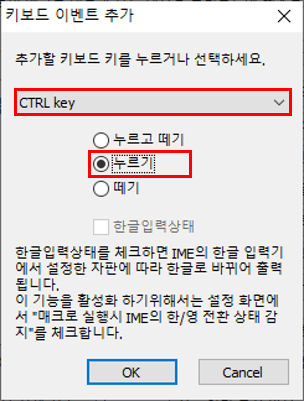 키보드 이벤트 추가
추가할 키보드 키를 누르거나 선택하세요.
CTRL key
누르고 떼기
누르기
떼기
한글입력상태
한글입력상태를 체크하면 IME의 한글 입력기
에서 설정한 자판에 따라 한글로 바뀌어 출력
됩니다.
이 기능을 활성화 하기위해서는 설정 화면에
서 "매크로 실행시 IME의 한/영 전환 상태 감
지"를 체크합니다.
OK
Cancel